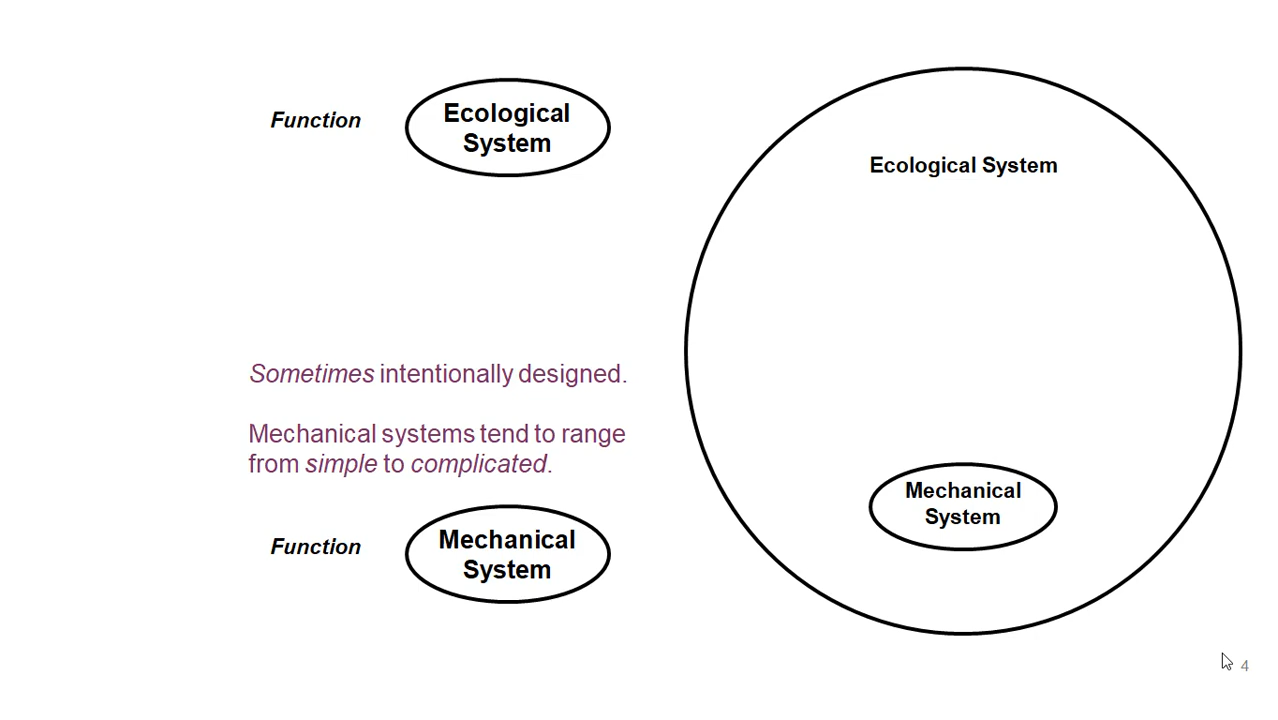 Function
Ecological
System
Ecological System
Sometimes intentionally designed.
Mechanical systems tend to range
from simple to complicated.
Function
Mechanical
System
Mechanical
System
4